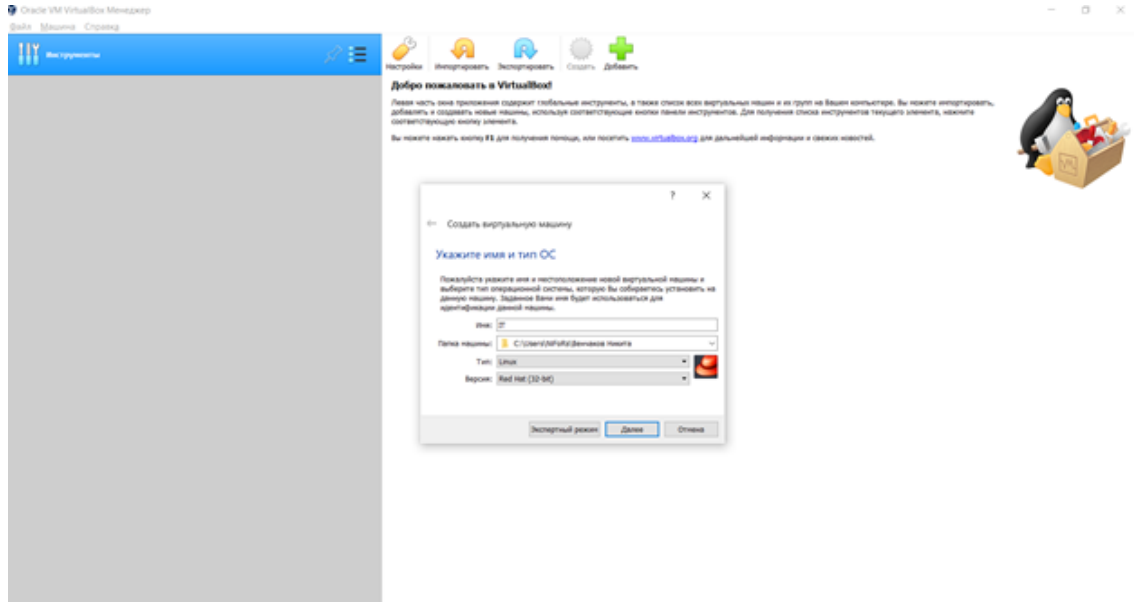 Oracle VM VirtualBox Менеджер
Файл Машина Справка
Инструменты
Настройки Импортировать Экспортировать Создать Добавить
Добро пожаловать в VirtualBox!
Левая часть окна приложения содержит глобальные инструменты, а также список всех виртуальных машин и их групп на Вашем компьютере. Вы можете импортировать,
добавлять и создавать новые машины, используя соответствующие кнопки панели инструментов. Для получения списка инструментов текущего элемента, нажмите
соответствующую кнопку элемента.
Вы можете нажать кнопку F1 для получения помощи, или посетить www.virtualbox.org для дальнейшей информации и свежих новостей.
? ×
← Создать виртуальную машину
Укажите имя и тип ОС
Пожалуйста укажите имя и местоположение новой виртуальной машины и
выберите тип операционной системы, которую Вы собираетесь установить на
данную машину. Заданное Вами имя будет использоваться для
идентификации данной машины.
Имя:
Папка машины: Никита
Тип: Linux
Версия: Red Hat (32-bit)
Экспертный режим Далее Отмена